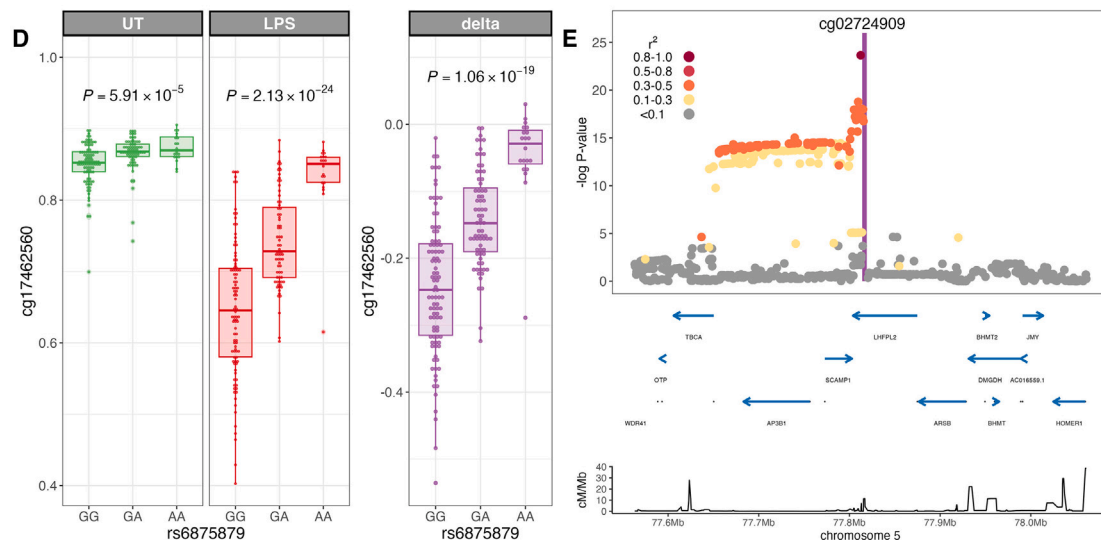 D
UT
LPS
delta
1.0
0.8
0.6
0.4
cg17462560
P = 5.91 × 10⁻⁵
P = 2.13 × 10⁻²⁴
GG
GA
AA
GG
GA
AA
rs6875879
0.0
-0.2
-0.4
cg17462560
P = 1.06 × 10⁻¹⁹
GG
GA
AA
rs6875879
E
cg02724909
r²
0.8-1.0
0.5-0.8
0.3-0.5
0.1-0.3
<0.1
25
20
15
10
5
0
-log P-value
TBCA
LHFPL2
BHMT2
JMY
OTP
SCAMP1
DMGDH
AC016559.1
WDR41
AP3B1
ARSB
BHMT
HOMER1
40
30
20
10
0
cM/Mb
77.6Mb
77.7Mb
77.8Mb
77.9Mb
78.0Mb
chromosome 5